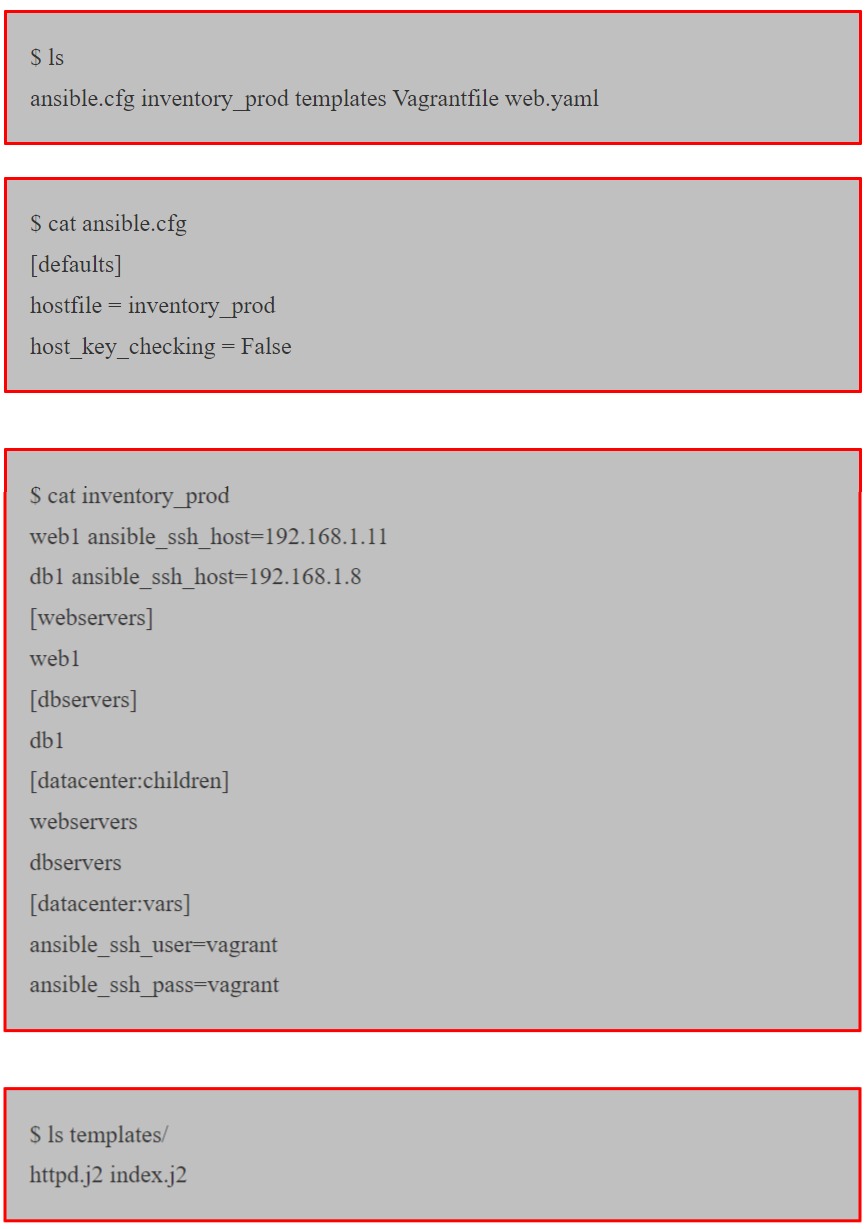 $ ls
ansible.cfg inventory_prod templates Vagrantfile web.yaml
$ cat ansible.cfg
[defaults]
hostfile = inventory_prod
host_key_checking = False
$ cat inventory_prod
web1 ansible_ssh_host=192.168.1.11
db1 ansible_ssh_host=192.168.1.8
[webservers]
web1
[dbservers]
db1
[datacenter:children]
webservers
dbservers
[datacenter:vars]
ansible_ssh_user=vagrant
ansible_ssh_pass=vagrant
$ ls templates/
httpd.j2 index.j2